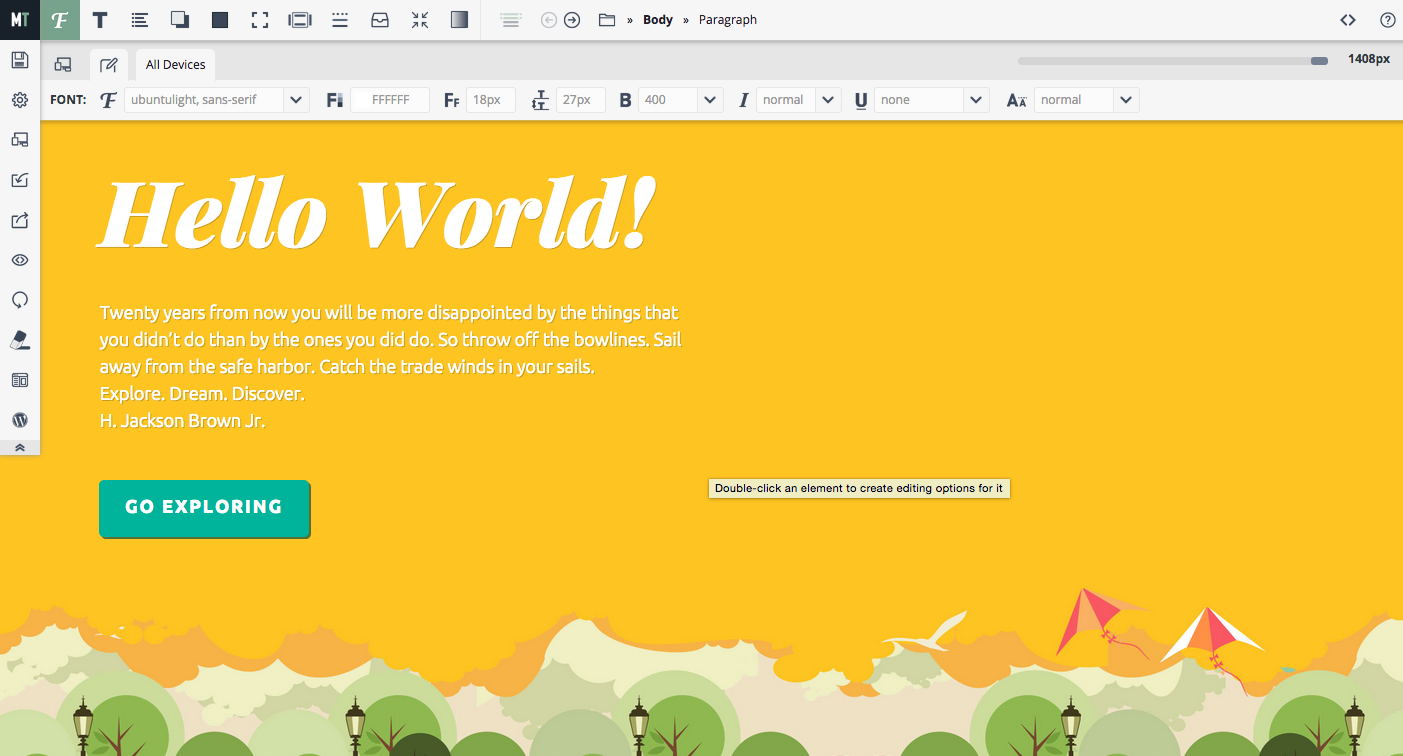 MT
» Body » Paragraph
All Devices
1408px
FONT: ubuntulight, sans-serif FFFFFF 18px 27px B 400 I normal U none normal
Hello World!
Twenty years from now you will be more disappointed by the things that
you didn't do than by the ones you did do. So throw off the bowlines. Sail
away from the safe harbor. Catch the trade winds in your sails.
Explore. Dream. Discover.
H. Jackson Brown Jr.
Double-click an element to create editing options for it
GO EXPLORING